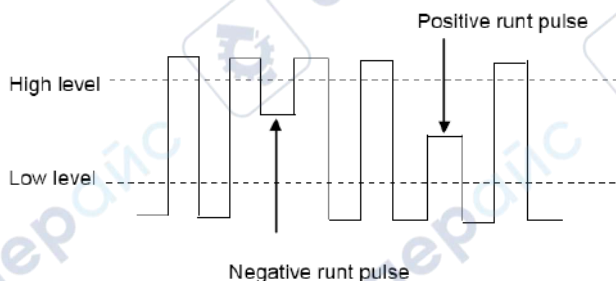 Positive runt pulse
High level
Low level
Negative runt pulse